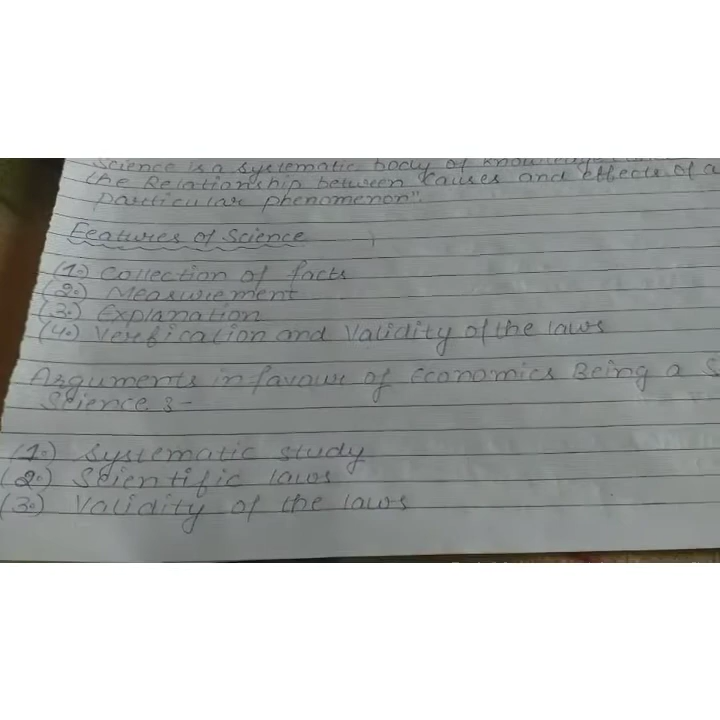 Science is a systematic body of knowledge
the Relationship between Causes and effects of a
particular phenomenon".
Features of Science
(1.) Collection of facts
(2.) Measurement
(3.) Explanation
(4.) Verification and Validity of the laws
Arguments in favour of Economics Being a S
Science :-
(1.) Systematic study
(2.) Scientific laws
(3.) Validity of the laws